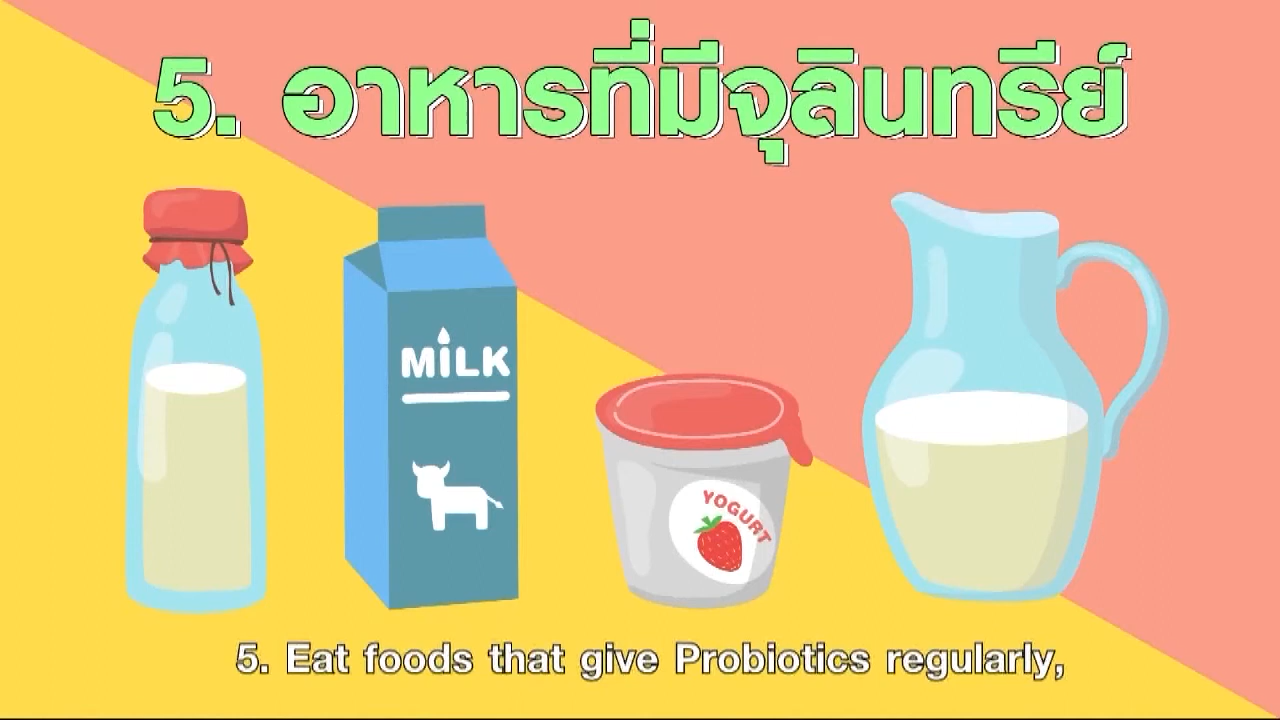 5. อาหารที่มีจุลินทรีย์
MILK
YOGURT
5. Eat foods that give Probiotics regularly,